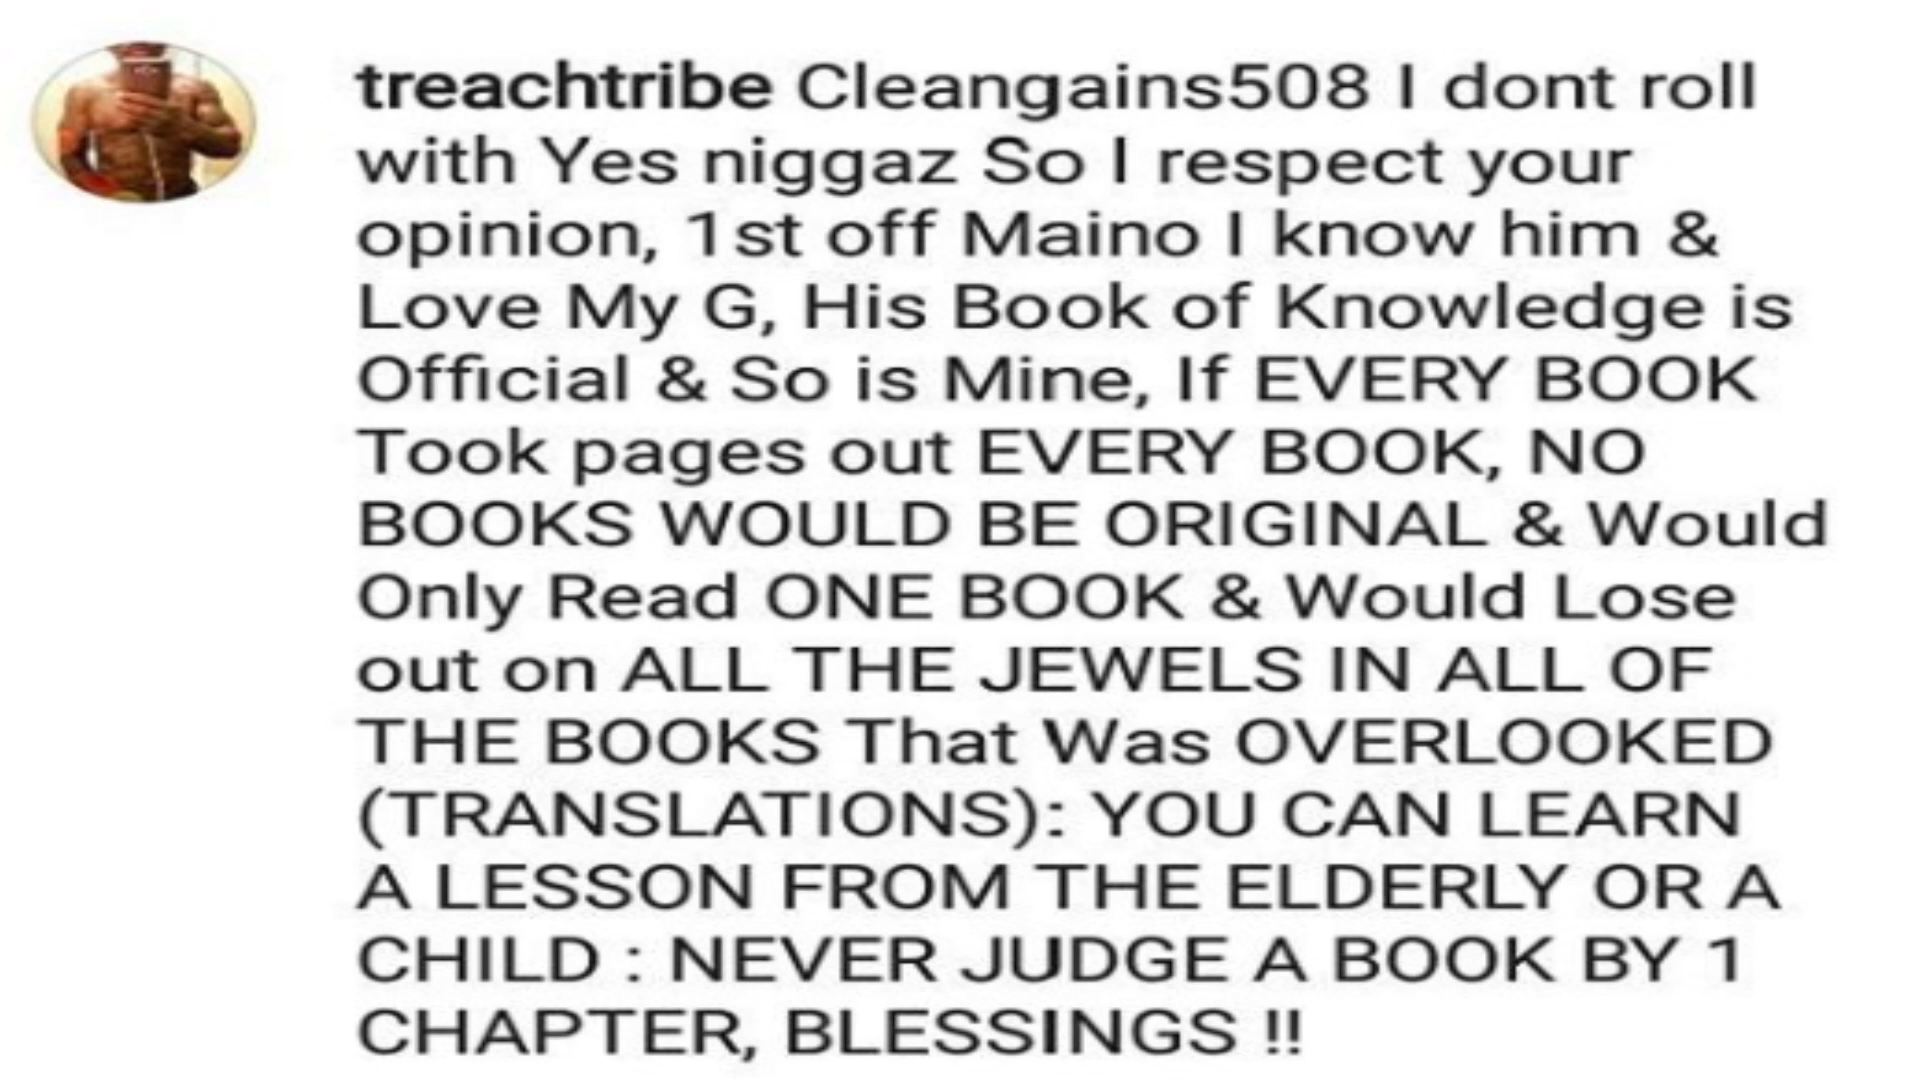 treachtribe Cleangains508 I dont roll
with Yes niggaz So I respect your
opinion, 1st off Maino I know him &
Love My G, His Book of Knowledge is
Official & So is Mine, If EVERY BOOK
Took pages out EVERY BOOK, NO
BOOKS WOULD BE ORIGINAL & Would
Only Read ONE BOOK & Would Lose
out on ALL THE JEWELS IN ALL OF
THE BOOKS That Was OVERLOOKED
(TRANSLATIONS): YOU CAN LEARN
A LESSON FROM THE ELDERLY OR A
CHILD : NEVER JUDGE A BOOK BY 1
CHAPTER, BLESSINGS !!